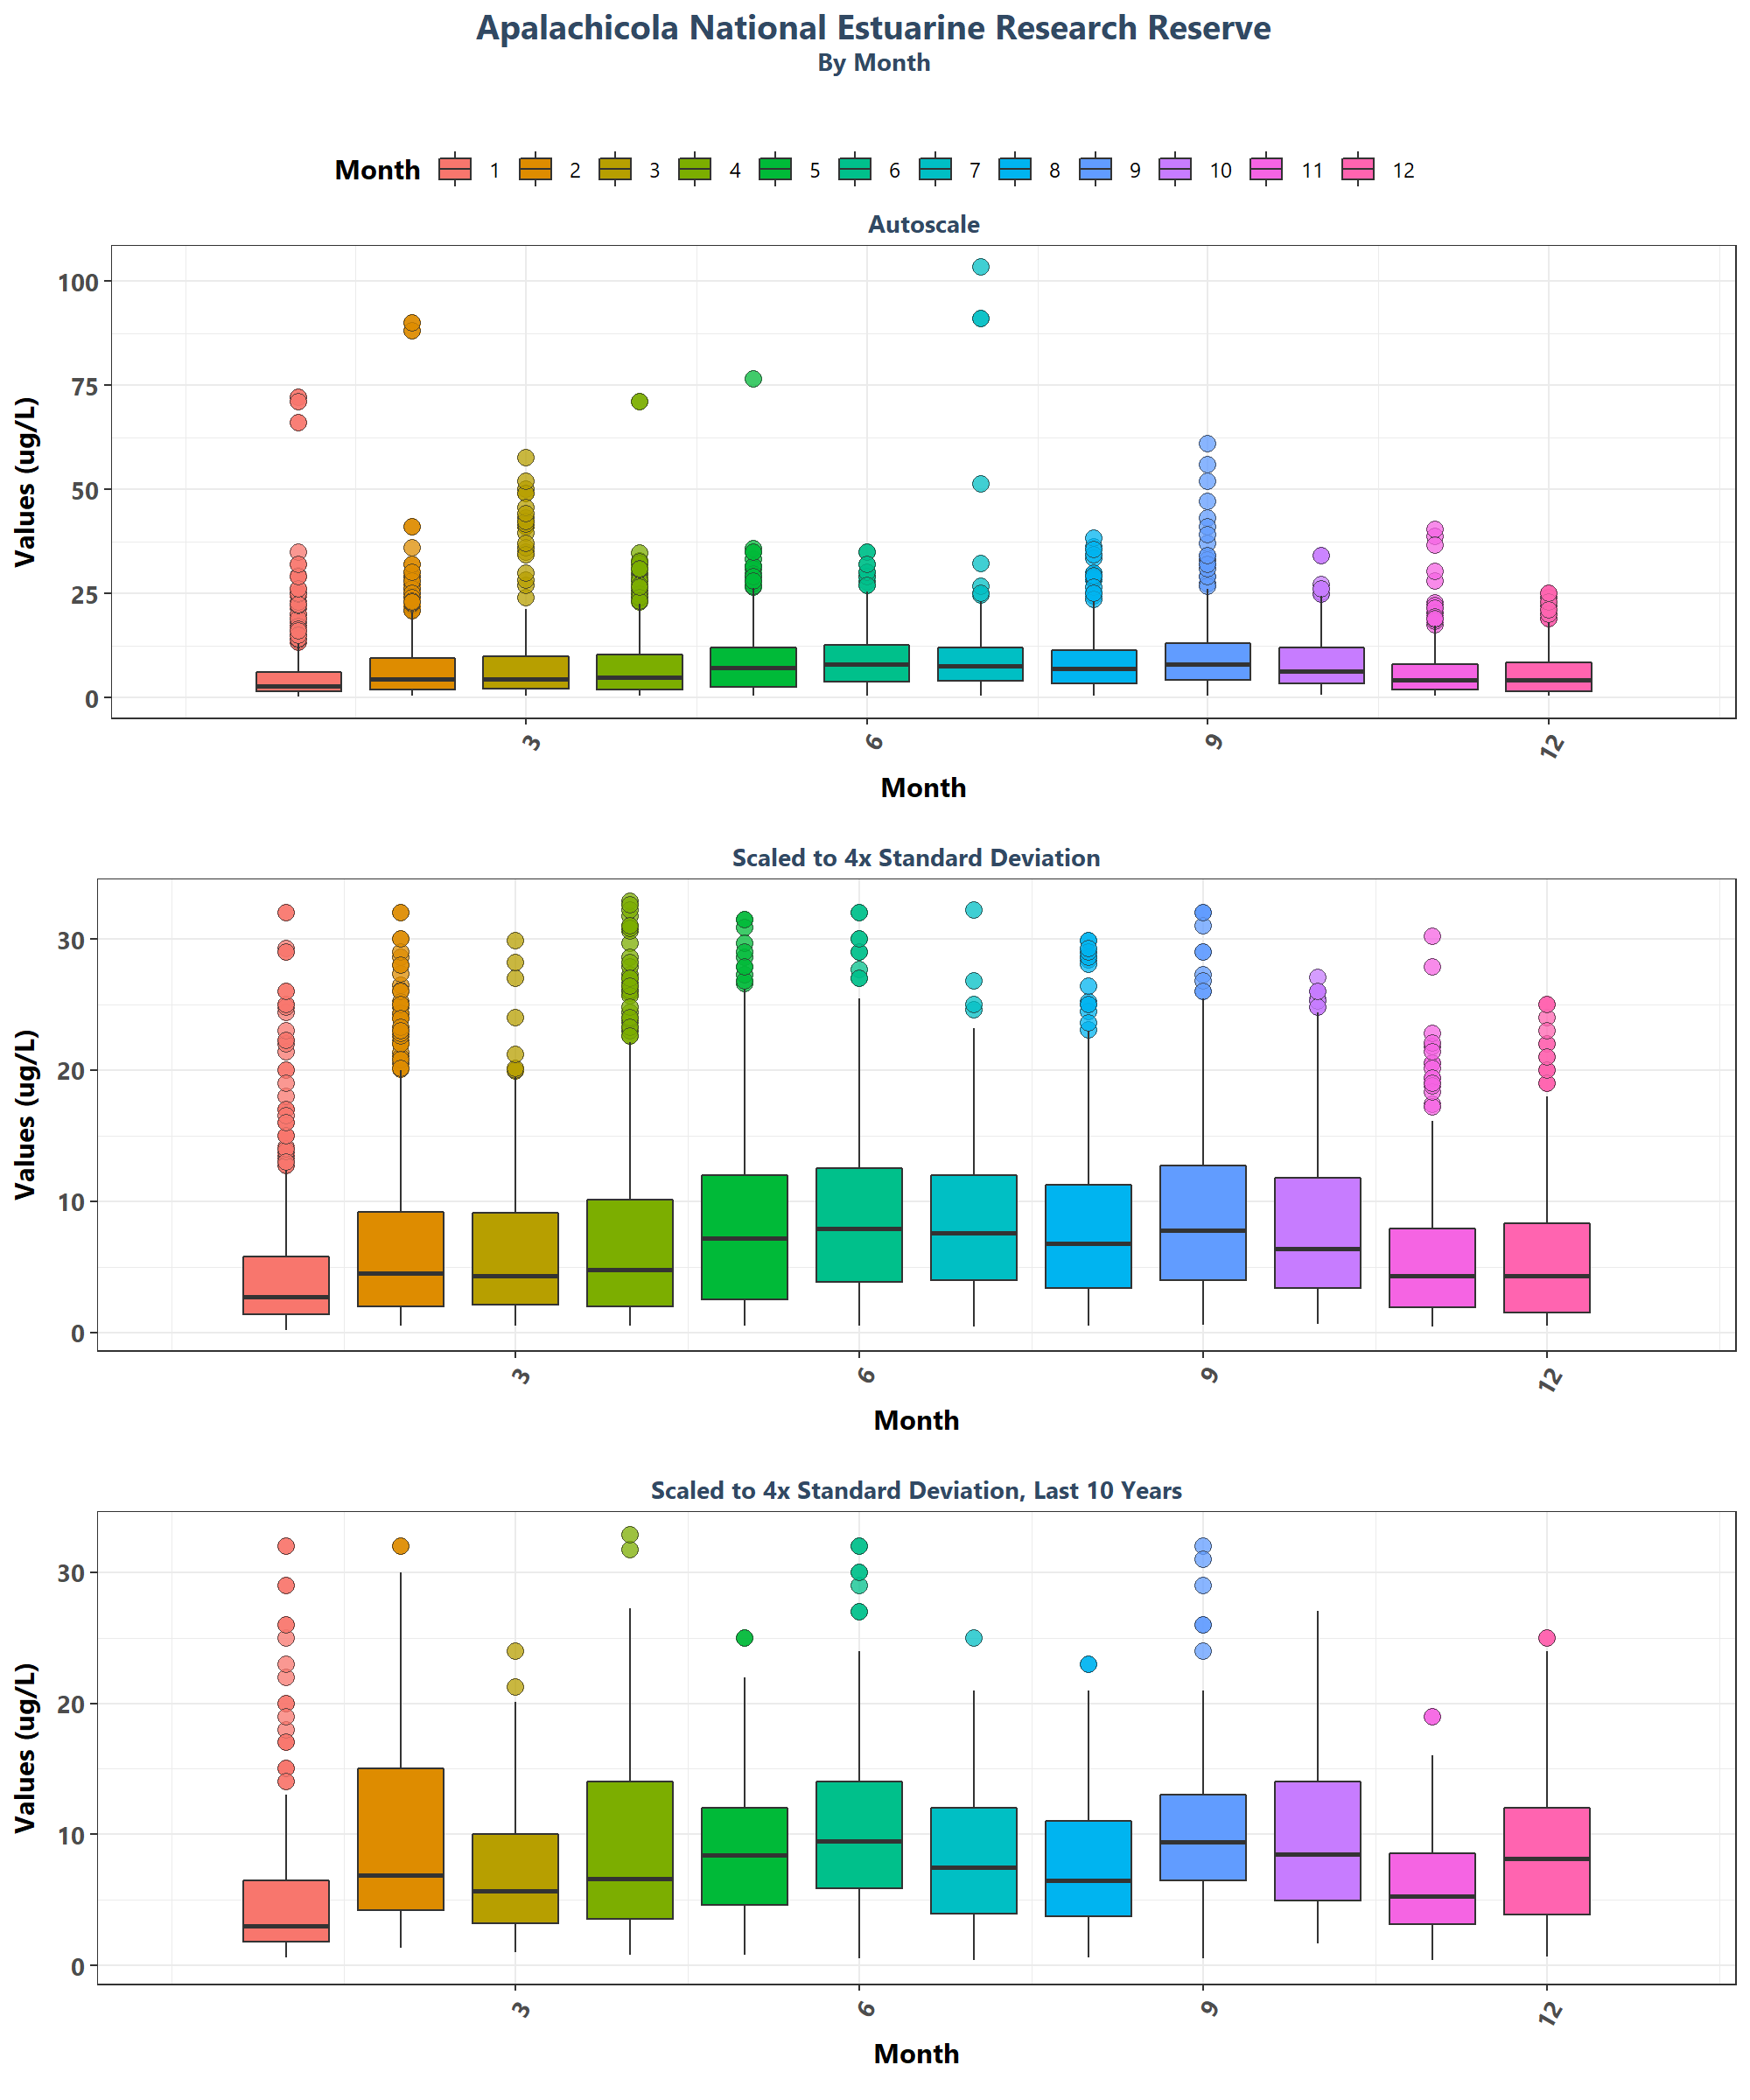 Apalachicola National Estuarine Research Reserve
By Month
Month 1 2 3 4 5 6 7 8 9 10 11 12
Autoscale
Values (ug/L)
100
75
50
25
0
3 6 9 12
Month
Scaled to 4x Standard Deviation
Values (ug/L)
30
20
10
0
3 6 9 12
Month
Scaled to 4x Standard Deviation, Last 10 Years
Values (ug/L)
30
20
10
0
3 6 9 12
Month